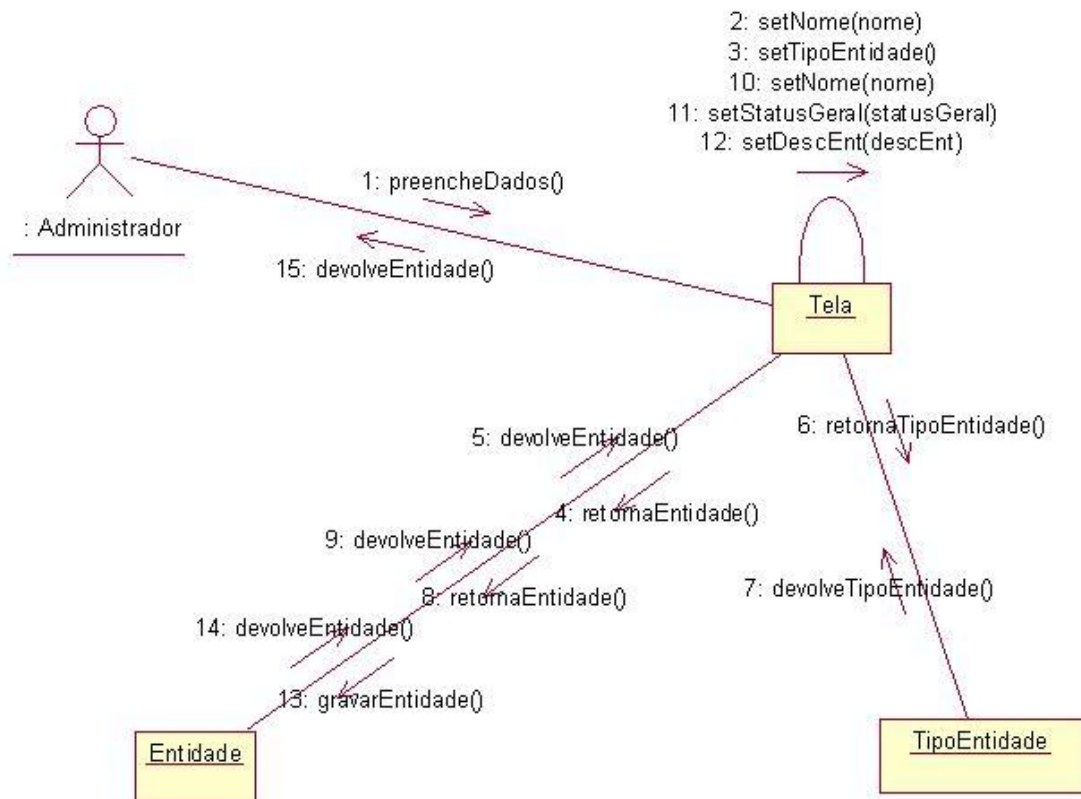 2: setNome(nome)
3: setTipoEntidade()
10: setNome(nome)
11: setStatusGeral(statusGeral)
12: setDescEnt(descEnt)
1: preencheDados()
: Administrador
15: devolveEntidade()
Tela
5: devolveEntidade()
6: retornaTipoEntidade()
4: retornaEntidade()
9: devolveEntidade()
7: devolveTipoEntidade()
8: retornaEntidade()
14: devolveEntidade()
13: gravarEntidade()
Entidade
TipoEntidade